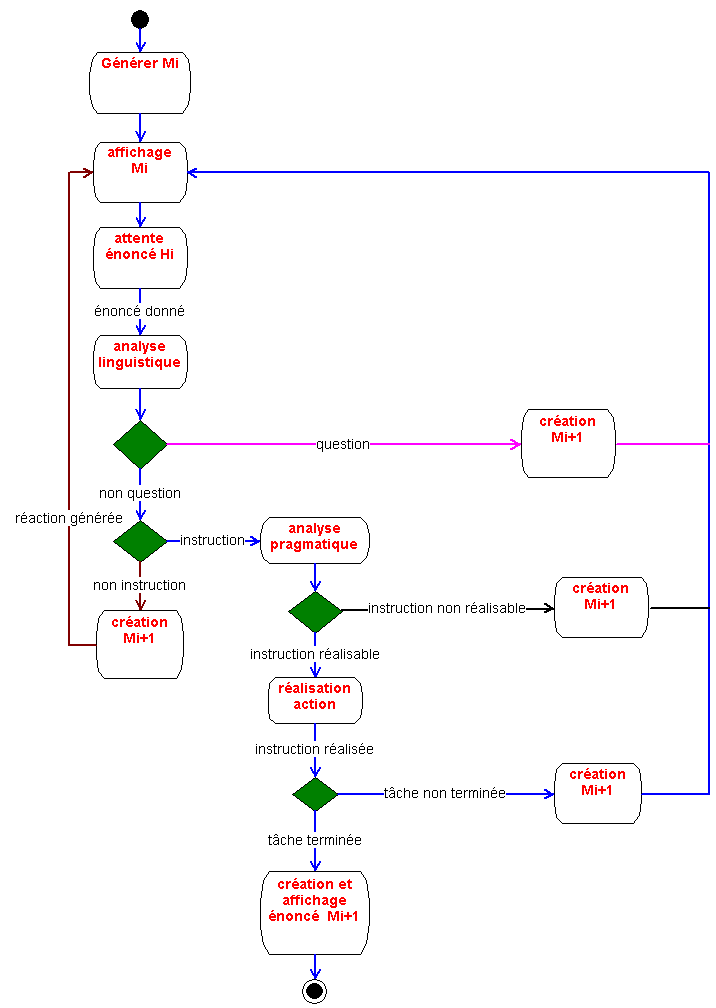 Générer Mi
affichage
Mi
attente
énoncé Hi
énoncé donné
analyse
linguistique
question
création
Mi+1
non question
réaction générée
instruction
analyse
pragmatique
non instruction
création
Mi+1
instruction non réalisable
création
Mi+1
instruction réalisable
réalisation
action
instruction réalisée
tâche non terminée
création
Mi+1
tâche terminée
création et
affichage
énoncé Mi+1